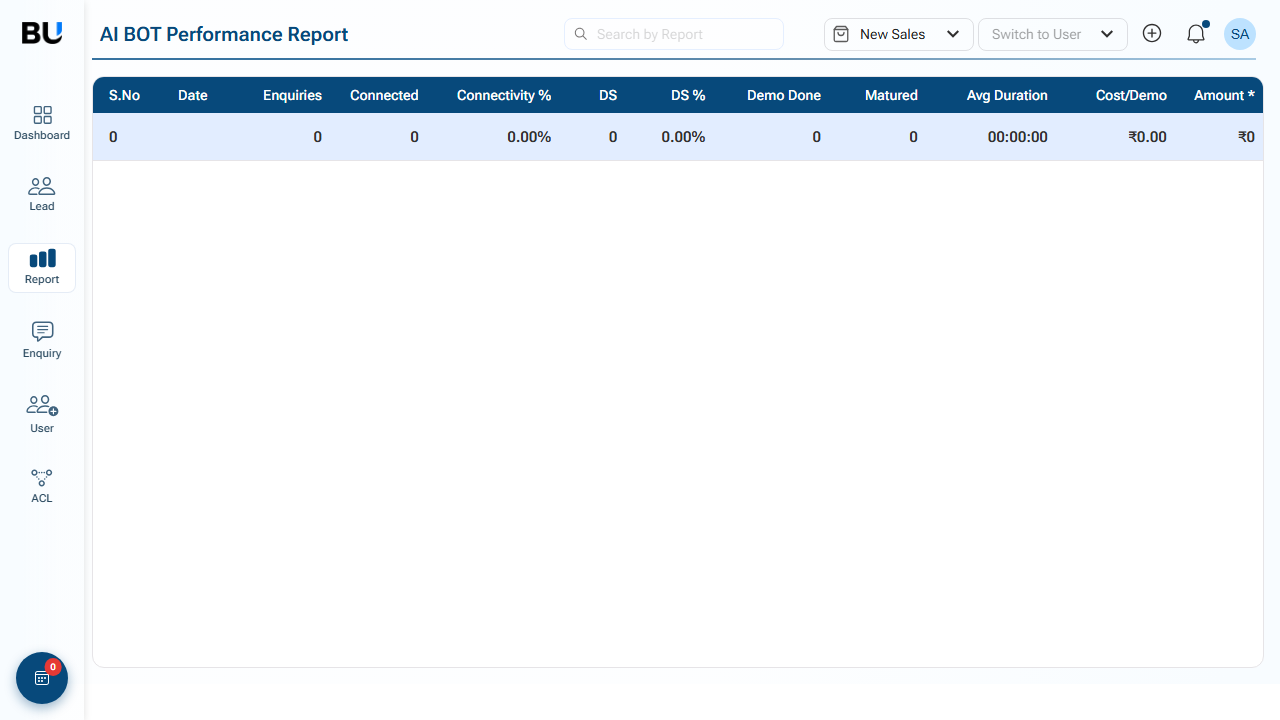 BU
AI BOT Performance Report
Search by Report
New Sales
Switch to User
SA
Dashboard
Lead
Report
Enquiry
User
ACL
0
S.No Date Enquiries Connected Connectivity % DS DS % Demo Done Matured Avg Duration Cost/Demo Amount *
0 0 0 0.00% 0 0.00% 0 0 00:00:00 ₹0.00 ₹0